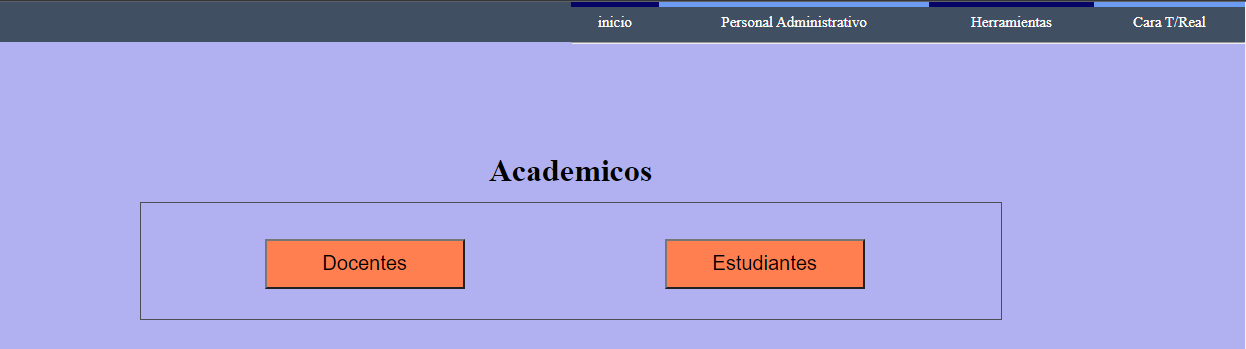 inicio Personal Administrativo Herramientas Cara T/Real
Academicos
Docentes Estudiantes